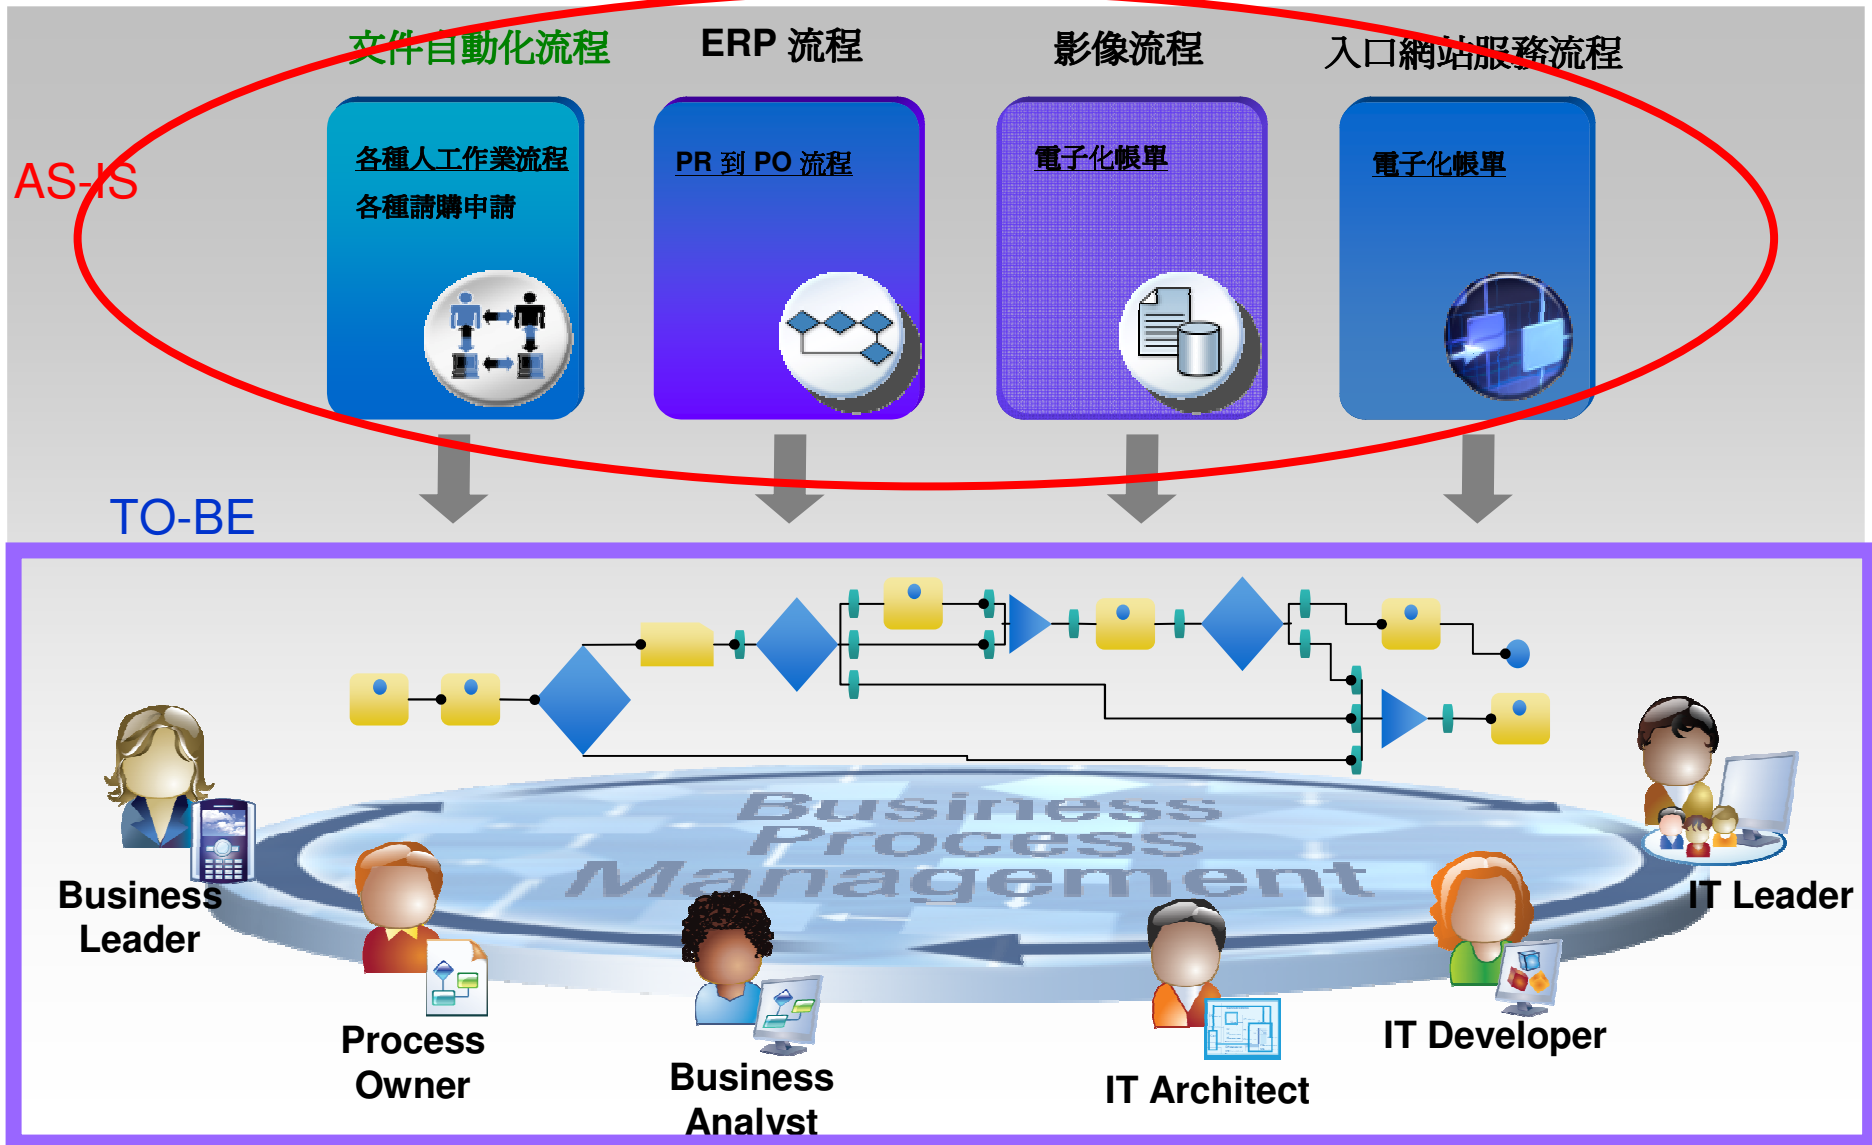 文件自動化流程
ERP 流程
影像流程
入口網站服務流程
AS-IS
各種人工作業流程
各種請購申請
PR 到 PO 流程
電子化帳單
電子化帳單
TO-BE
Business
Process
Management
Business
Leader
Process
Owner
Business
Analyst
IT Architect
IT Developer
IT Leader